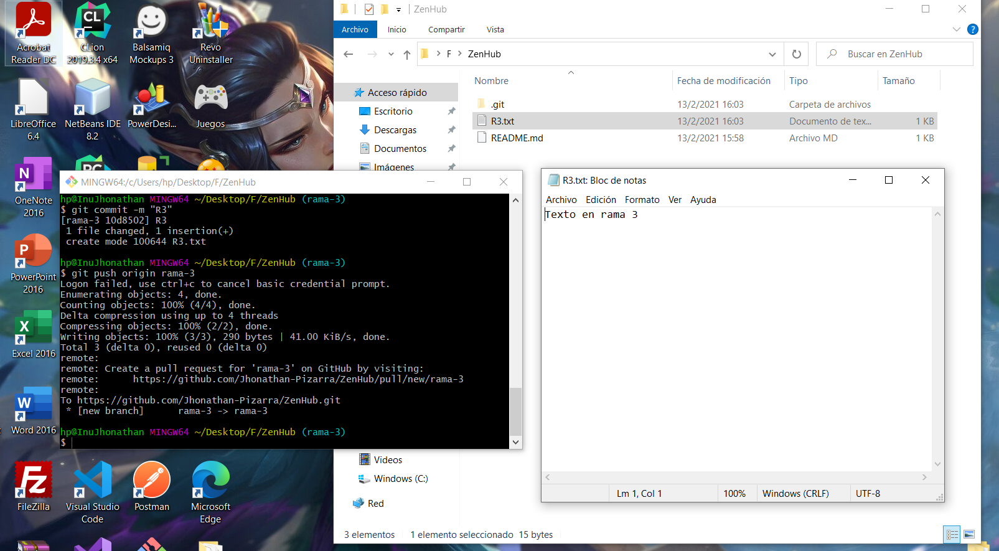 Acrobat
Reader DC
CLion
2019.3.4 x64
Balsamiq
Mockups 3
Revo
Uninstaller
LibreOffice
6.4
NetBeans IDE
8.2
PowerDesi...
Juegos
OneNote
2016
PowerPoint
2016
Excel 2016
Word 2016
FileZilla
Visual Studio
Code
Postman
Microsoft
Edge
ZenHub
Archivo Inicio Compartir Vista
F ZenHub
Buscar en ZenHub
Nombre Fecha de modificación Tipo Tamaño
.git 13/2/2021 16:03 Carpeta de archivos
R3.txt 13/2/2021 16:03 Documento de tex... 1 KB
README.md 13/2/2021 15:58 Archivo MD 1 KB
Acceso rápido
Escritorio
Descargas
Documentos
Imágenes
Videos
Windows (C:)
Red
3 elementos 1 elemento seleccionado 15 bytes
MINGW64:/c/Users/hp/Desktop/F/ZenHub
hp@InuJhonathan MINGW64 ~/Desktop/F/ZenHub (rama-3)
$ git commit -m "R3"
[rama-3 10d8502] R3
1 file changed, 1 insertion(+)
create mode 100644 R3.txt
hp@InuJhonathan MINGW64 ~/Desktop/F/ZenHub (rama-3)
$ git push origin rama-3
Logon failed, use ctrl+c to cancel basic credential prompt.
Enumerating objects: 4, done.
Counting objects: 100% (4/4), done.
Delta compression using up to 4 threads
Compressing objects: 100% (2/2), done.
Writing objects: 100% (3/3), 290 bytes | 41.00 KiB/s, done.
Total 3 (delta 0), reused 0 (delta 0)
remote:
remote: Create a pull request for 'rama-3' on GitHub by visiting:
remote:      https://github.com/Jhonathan-Pizarra/ZenHub/pull/new/rama-3
remote:
To https://github.com/Jhonathan-Pizarra/ZenHub.git
* [new branch]      rama-3 -> rama-3
hp@InuJhonathan MINGW64 ~/Desktop/F/ZenHub (rama-3)
$
R3.txt: Bloc de notas
Archivo Edición Formato Ver Ayuda
Texto en rama 3
Lm 1, Col 1 100% Windows (CRLF) UTF-8